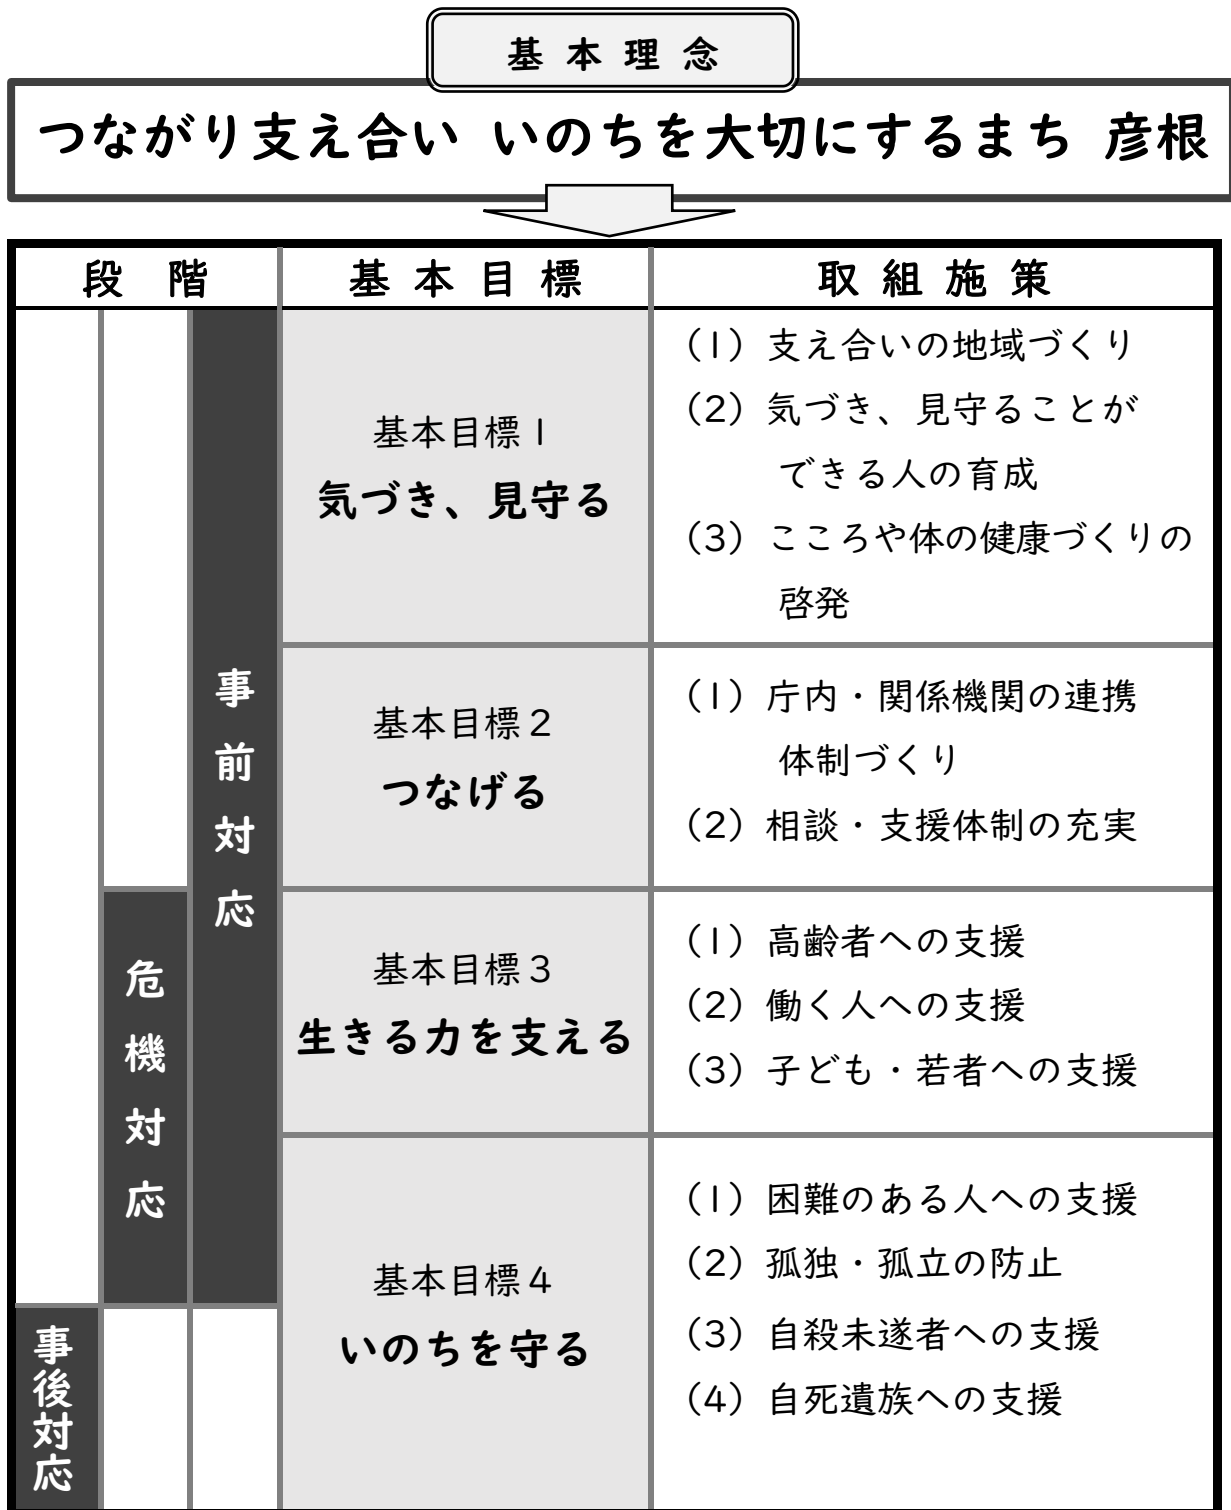 基本理念
つながり支え合い いのちを大切にするまち 彦根
段階 基本目標 取組施策
事前対応
危機対応
事後対応
基本目標1
気づき、見守る
(1)支え合いの地域づくり
(2)気づき、見守ることが
できる人の育成
(3)こころや体の健康づくりの
啓発
基本目標2
つなげる
(1)庁内・関係機関の連携
体制づくり
(2)相談・支援体制の充実
基本目標3
生きる力を支える
(1)高齢者への支援
(2)働く人への支援
(3)子ども・若者への支援
基本目標4
いのちを守る
(1)困難のある人への支援
(2)孤独・孤立の防止
(3)自殺未遂者への支援
(4)自死遺族への支援